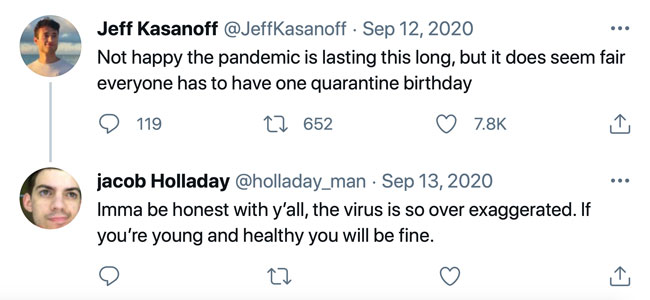 Jeff Kasanoff @JeffKasanoff · Sep 12, 2020
Not happy the pandemic is lasting this long, but it does seem fair
everyone has to have one quarantine birthday
119 652 7.8K
jacob Holladay @holladay_man · Sep 13, 2020
Imma be honest with y’all, the virus is so over exaggerated. If
you’re young and healthy you will be fine.